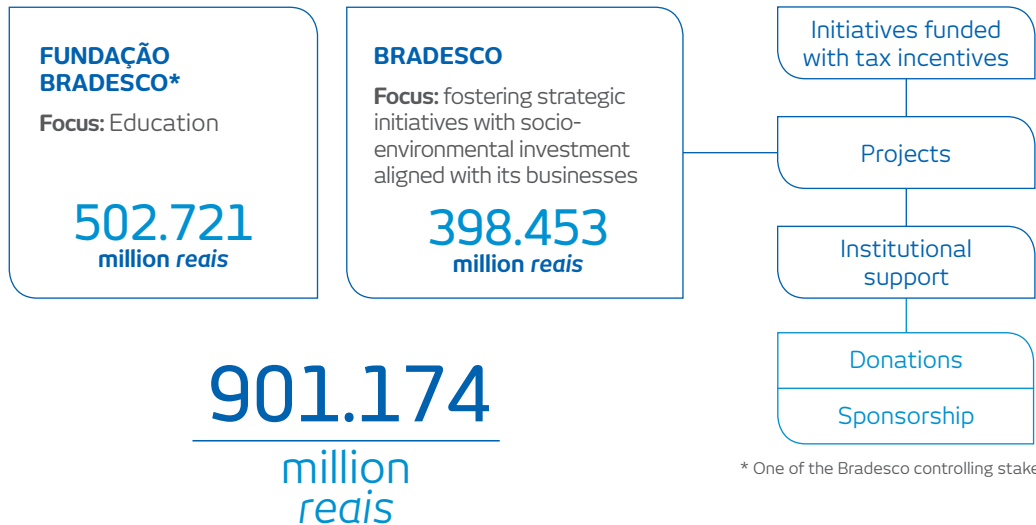 FUNDAÇÃO
BRADESCO*
Focus: Education
502.721
million reais
BRADESCO
Focus: fostering strategic
initiatives with socio-
environmental investment
aligned with its businesses
398.453
million reais
Initiatives funded
with tax incentives
Projects
Institutional
support
Donations
Sponsorship
901.174
million
reais
* One of the Bradesco controlling